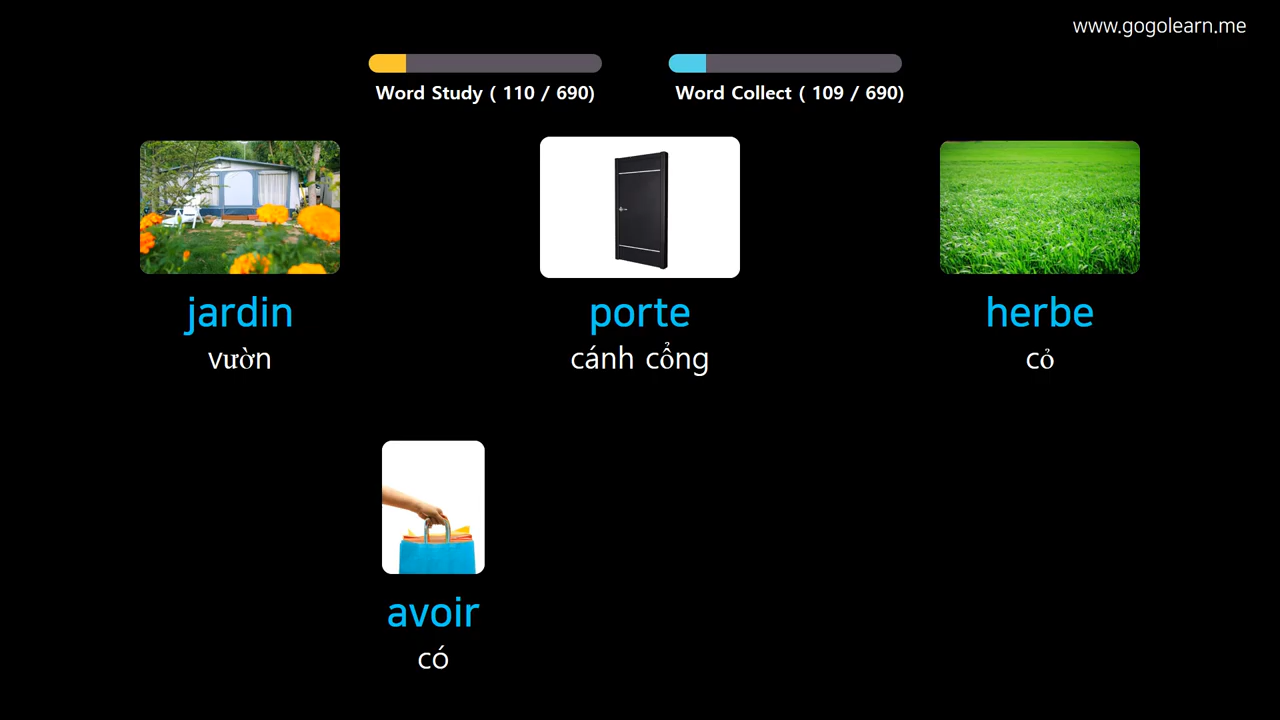 www.gogolearn.me
Word Study ( 110 / 690)
Word Collect ( 109 / 690)
jardin
vườn
porte
cánh cổng
herbe
cỏ
avoir
có